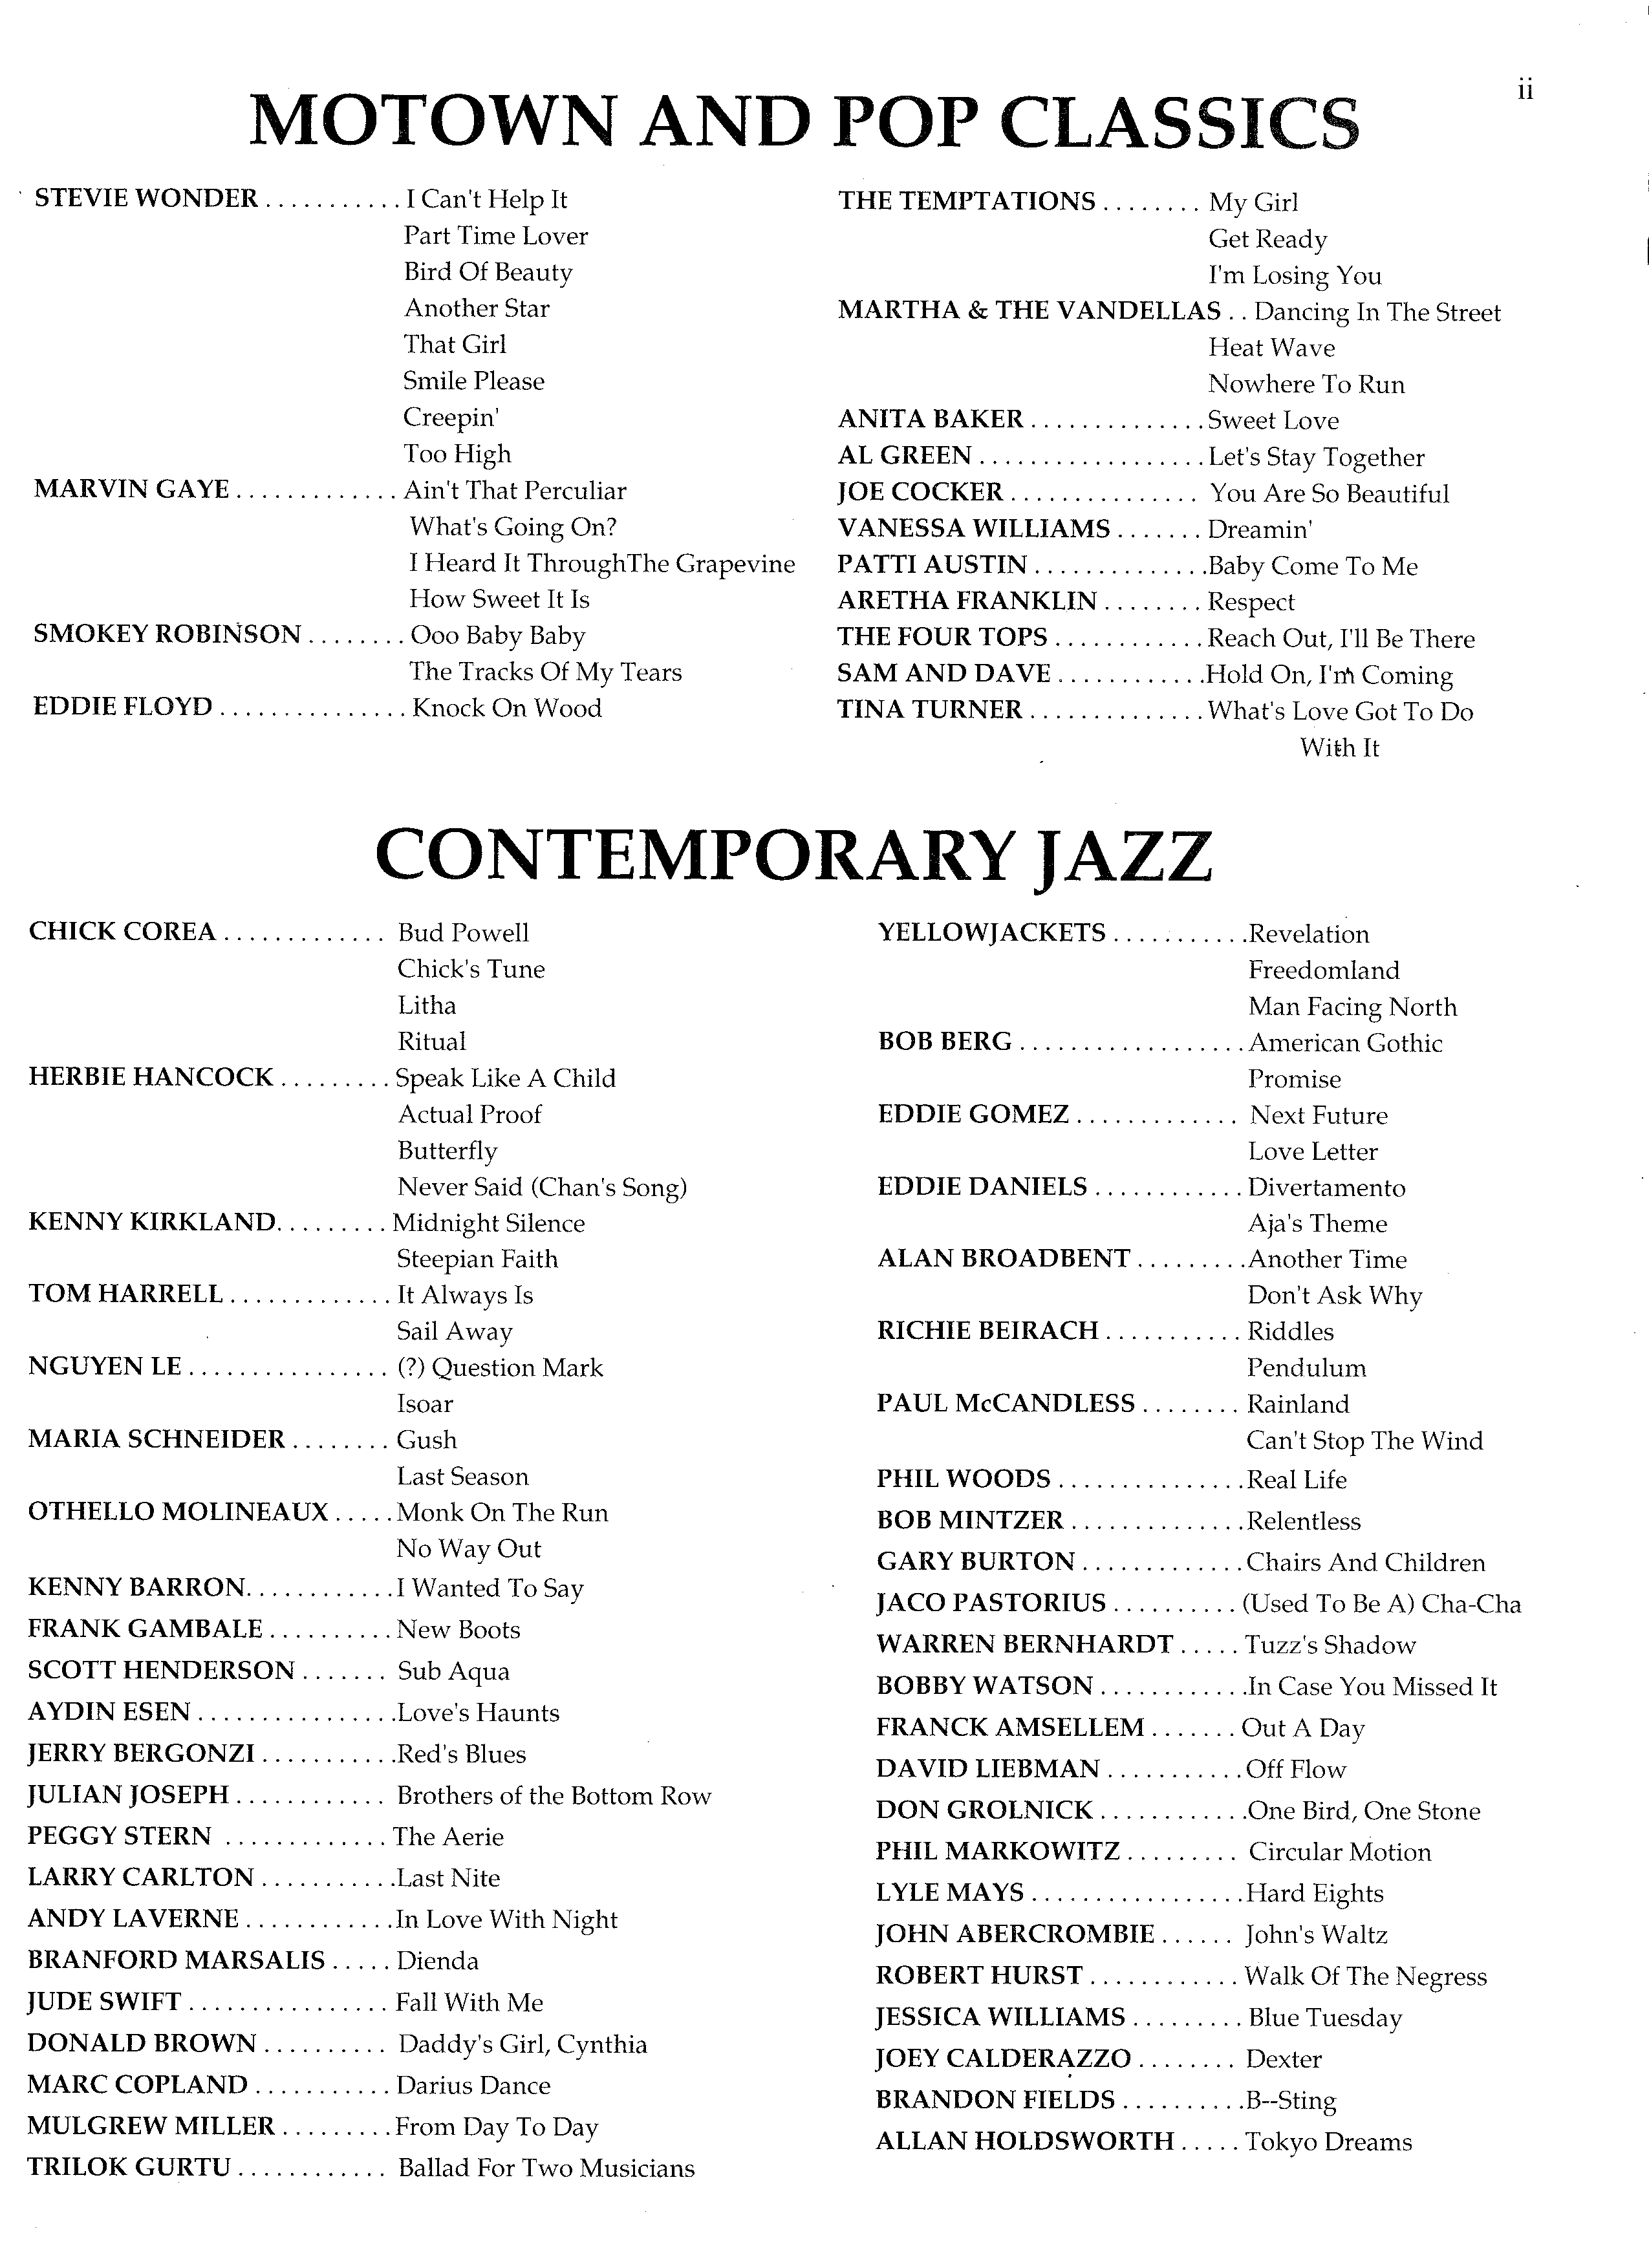 ii
MOTOWN AND POP CLASSICS
STEVIE WONDER . . . . . . . . . . . I Can't Help It
Part Time Lover
Bird Of Beauty
Another Star
That Girl
Smile Please
Creepin'
Too High
MARVIN GAYE . . . . . . . . . . . . . Ain't That Perculiar
What's Going On?
I Heard It ThroughThe Grapevine
How Sweet It Is
SMOKEY ROBINSON . . . . . . . . Ooo Baby Baby
The Tracks Of My Tears
EDDIE FLOYD . . . . . . . . . . . . . . . Knock On Wood
THE TEMPTATIONS . . . . . . . . My Girl
Get Ready
I'm Losing You
MARTHA & THE VANDELLAS . . Dancing In The Street
Heat Wave
Nowhere To Run
ANITA BAKER . . . . . . . . . . . . . . Sweet Love
AL GREEN . . . . . . . . . . . . . . . . . . Let's Stay Together
JOE COCKER . . . . . . . . . . . . . . . You Are So Beautiful
VANESSA WILLIAMS . . . . . . . Dreamin'
PATTI AUSTIN . . . . . . . . . . . . . .Baby Come To Me
ARETHA FRANKLIN . . . . . . . . Respect
THE FOUR TOPS . . . . . . . . . . . . Reach Out, I'll Be There
SAM AND DAVE . . . . . . . . . . . .Hold On, I'm Coming
TINA TURNER . . . . . . . . . . . . . . What's Love Got To Do
With It
CONTEMPORARY JAZZ
CHICK COREA . . . . . . . . . . . . . Bud Powell
Chick's Tune
Litha
Ritual
HERBIE HANCOCK . . . . . . . . . Speak Like A Child
Actual Proof
Butterfly
Never Said (Chan's Song)
KENNY KIRKLAND. . . . . . . . . Midnight Silence
Steepian Faith
TOM HARRELL . . . . . . . . . . . . . It Always Is
Sail Away
NGUYEN LE . . . . . . . . . . . . . . . . (?) Question Mark
Isoar
MARIA SCHNEIDER . . . . . . . . Gush
Last Season
OTHELLO MOLINEAUX . . . . . Monk On The Run
No Way Out
KENNY BARRON. . . . . . . . . . . . I Wanted To Say
FRANK GAMBALE . . . . . . . . . . New Boots
SCOTT HENDERSON . . . . . . . Sub Aqua
AYDIN ESEN . . . . . . . . . . . . . . . .Love's Haunts
JERRY BERGONZI . . . . . . . . . . .Red's Blues
JULIAN JOSEPH . . . . . . . . . . . . Brothers of the Bottom Row
PEGGY STERN . . . . . . . . . . . . . The Aerie
LARRY CARLTON . . . . . . . . . . .Last Nite
ANDY LAVERNE . . . . . . . . . . . .In Love With Night
BRANFORD MARSALIS . . . . . Dienda
JUDE SWIFT . . . . . . . . . . . . . . . . Fall With Me
DONALD BROWN . . . . . . . . . . Daddy's Girl, Cynthia
MARC COPLAND . . . . . . . . . . . Darius Dance
MULGREW MILLER . . . . . . . . . From Day To Day
TRILOK GURTU . . . . . . . . . . . . Ballad For Two Musicians
YELLOWJACKETS . . . . . . . . . . .Revelation
Freedomland
Man Facing North
BOB BERG . . . . . . . . . . . . . . . . . . American Gothic
Promise
EDDIE GOMEZ . . . . . . . . . . . . . Next Future
Love Letter
EDDIE DANIELS . . . . . . . . . . . . Divertamento
Aja's Theme
ALAN BROADBENT . . . . . . . . .Another Time
Don't Ask Why
RICHIE BEIRACH . . . . . . . . . . . Riddles
Pendulum
PAUL McCANDLESS . . . . . . . . Rainland
Can't Stop The Wind
PHIL WOODS . . . . . . . . . . . . . . . Real Life
BOB MINTZER . . . . . . . . . . . . . . Relentless
GARY BURTON . . . . . . . . . . . . . Chairs And Children
JACO PASTORIUS . . . . . . . . . . (Used To Be A) Cha-Cha
WARREN BERNHARDT . . . . . Tuzz's Shadow
BOBBY WATSON . . . . . . . . . . . .In Case You Missed It
FRANCK AMSELLEM . . . . . . . Out A Day
DAVID LIEBMAN . . . . . . . . . . . Off Flow
DON GROLNICK . . . . . . . . . . . .One Bird, One Stone
PHIL MARKOWITZ . . . . . . . . . Circular Motion
LYLE MAYS . . . . . . . . . . . . . . . . . Hard Eights
JOHN ABERCROMBIE . . . . . . John's Waltz
ROBERT HURST . . . . . . . . . . . . Walk Of The Negress
JESSICA WILLIAMS . . . . . . . . . Blue Tuesday
JOEY CALDERAZZO . . . . . . . . Dexter
BRANDON FIELDS . . . . . . . . . .B--Sting
ALLAN HOLDSWORTH . . . . . Tokyo Dreams